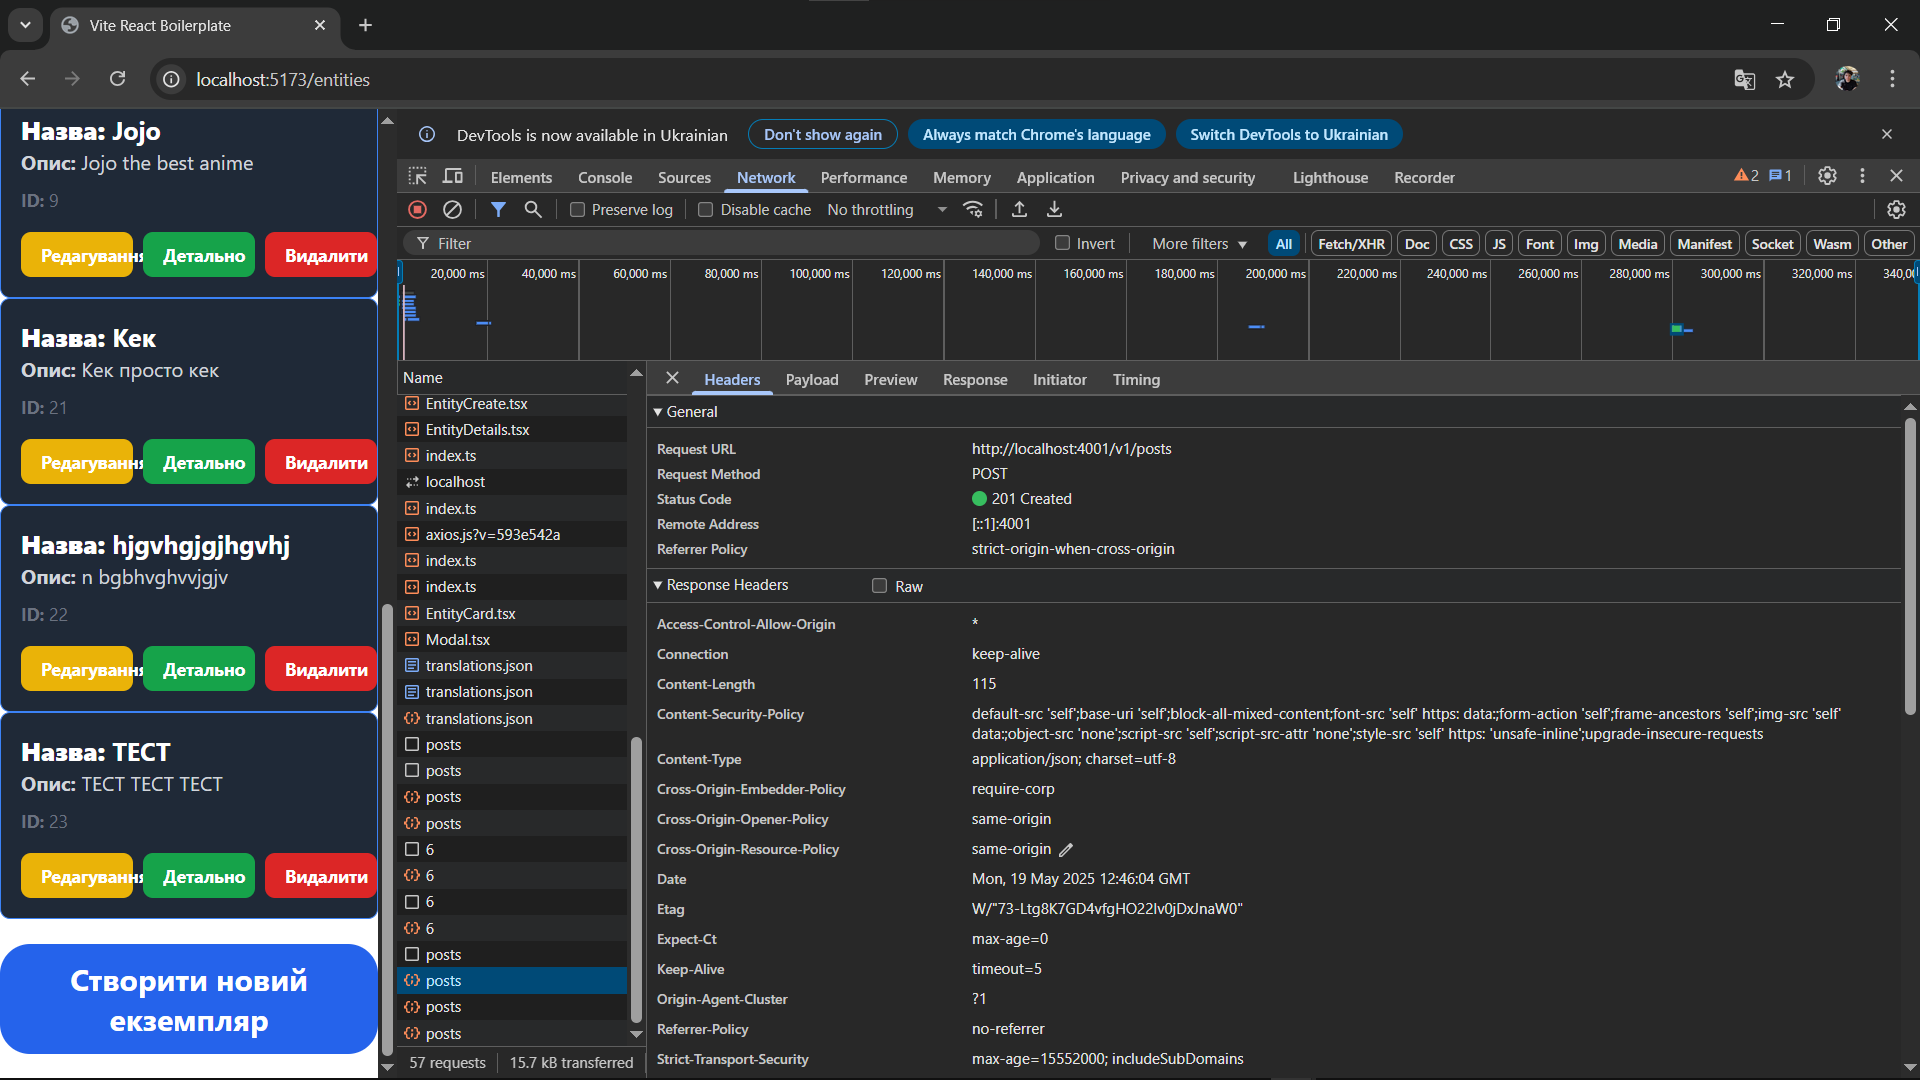 Vite React Boilerplate
localhost:5173/entities
Назва: Jojo
Опис: Jojo the best anime
ID: 9
Редагування
Детально
Видалити
Назва: Кек
Опис: Кек просто кек
ID: 21
Редагування
Детально
Видалити
Назва: hjgvhgjgjhgvhj
Опис: n bgbhvghvvjgjv
ID: 22
Редагування
Детально
Видалити
Назва: ТЕСТ
Опис: ТЕСТ ТЕСТ ТЕСТ
ID: 23
Редагування
Детально
Видалити
Створити новий
екземпляр
DevTools is now available in Ukrainian
Don't show again
Always match Chrome's language
Switch DevTools to Ukrainian
Elements
Console
Sources
Network
Performance
Memory
Application
Privacy and security
Lighthouse
Recorder
2
1
Preserve log
Disable cache
No throttling
Filter
Invert
More filters
All
Fetch/XHR
Doc
CSS
JS
Font
Img
Media
Manifest
Socket
Wasm
Other
20,000 ms
40,000 ms
60,000 ms
80,000 ms
100,000 ms
120,000 ms
140,000 ms
160,000 ms
180,000 ms
200,000 ms
220,000 ms
240,000 ms
260,000 ms
280,000 ms
300,000 ms
320,000 ms
340,0
Name
EntityCreate.tsx
EntityDetails.tsx
index.ts
localhost
index.ts
axios.js?v=593e542a
index.ts
index.ts
EntityCard.tsx
Modal.tsx
translations.json
translations.json
translations.json
posts
posts
posts
posts
6
6
6
6
posts
posts
posts
posts
57 requests
15.7 kB transferred
Headers
Payload
Preview
Response
Initiator
Timing
General
Request URL
http://localhost:4001/v1/posts
Request Method
POST
Status Code
201 Created
Remote Address
[::1]:4001
Referrer Policy
strict-origin-when-cross-origin
Response Headers
Raw
Access-Control-Allow-Origin
*
Connection
keep-alive
Content-Length
115
Content-Security-Policy
default-src 'self';base-uri 'self';block-all-mixed-content;font-src 'self' https: data:;form-action 'self';frame-ancestors 'self';img-src 'self'
data:;object-src 'none';script-src 'self';script-src-attr 'none';style-src 'self' https: 'unsafe-inline';upgrade-insecure-requests
Content-Type
application/json; charset=utf-8
Cross-Origin-Embedder-Policy
require-corp
Cross-Origin-Opener-Policy
same-origin
Cross-Origin-Resource-Policy
same-origin
Date
Mon, 19 May 2025 12:46:04 GMT
Etag
W/"73-Ltg8K7GD4vfgHO22lv0jDxJnaW0"
Expect-Ct
max-age=0
Keep-Alive
timeout=5
Origin-Agent-Cluster
?1
Referrer-Policy
no-referrer
Strict-Transport-Security
max-age=15552000; includeSubDomains